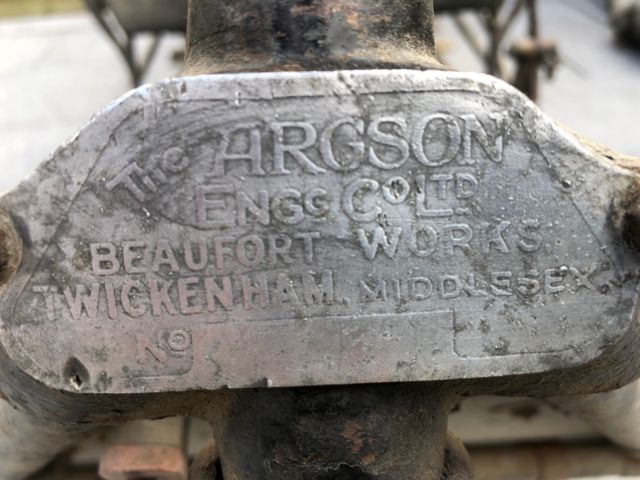 The ARGSON
ENGG CO LTD
BEAUFORT WORKS
TWICKENHAM, MIDDLESEX.
No